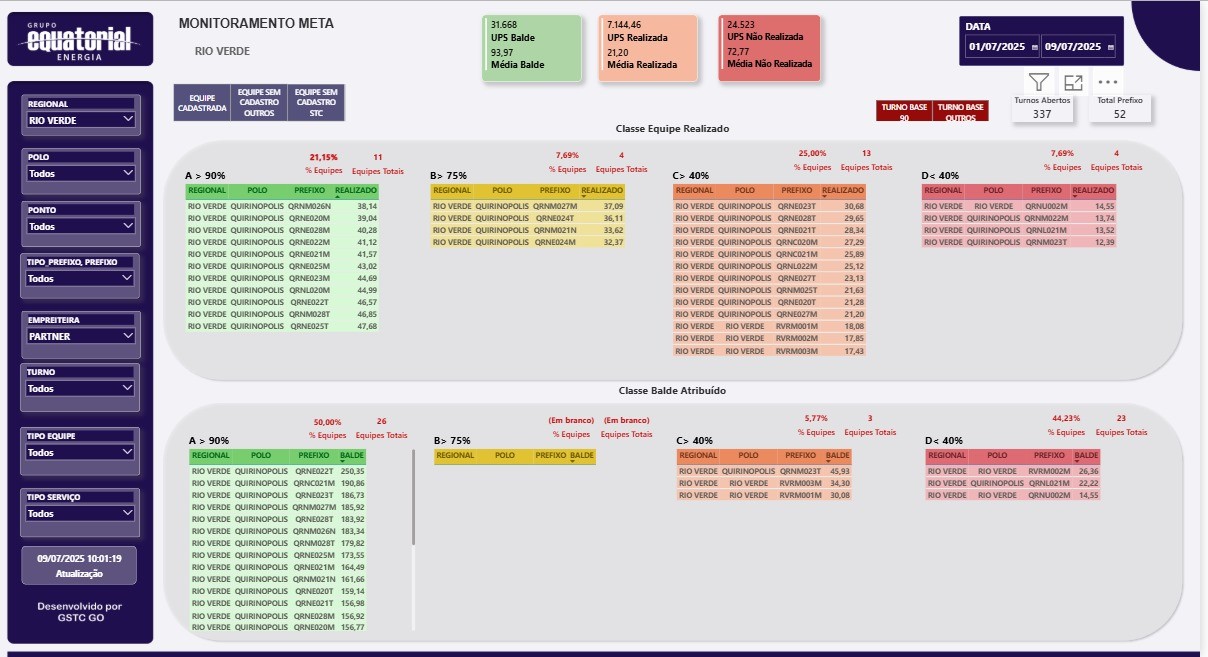 GRUPO
equatorial
ENERGIA
MONITORAMENTO META
RIO VERDE
31.668
UPS Balde
93,97
Média Balde
7.144,46
UPS Realizada
21,20
Média Realizada
24.523
UPS Não Realizada
72,77
Média Não Realizada
DATA
01/07/2025 09/07/2025
EQUIPE CADASTRADA
EQUIPE SEM CADASTRO OUTROS
EQUIPE SEM CADASTRO STC
TURNO BASE 90
TURNO BASE OUTROS
Turnos Abertos
337
Total Prefixo
52
REGIONAL
RIO VERDE
POLO
Todos
PONTO
Todos
TIPO_PREFIXO, PREFIXO
Todos
EMPREITEIRA
PARTNER
TURNO
Todos
TIPO EQUIPE
Todos
TIPO SERVIÇO
Todos
09/07/2025 10:01:19
Atualização
Desenvolvido por
GSTC GO
Classe Equipe Realizado
21,15% 11
% Equipes Equipes Totais
A > 90%
REGIONAL POLO PREFIXO REALIZADO
RIO VERDE QUIRINOPOLIS QRNM026N 38,14
RIO VERDE QUIRINOPOLIS QRNE020M 39,04
RIO VERDE QUIRINOPOLIS QRNE028M 40,28
RIO VERDE QUIRINOPOLIS QRNE022M 41,12
RIO VERDE QUIRINOPOLIS QRNE021M 41,57
RIO VERDE QUIRINOPOLIS QRNE025M 43,02
RIO VERDE QUIRINOPOLIS QRNE023M 44,69
RIO VERDE QUIRINOPOLIS QRNL020M 44,99
RIO VERDE QUIRINOPOLIS QRNE022T 46,57
RIO VERDE QUIRINOPOLIS QRNM028T 46,85
RIO VERDE QUIRINOPOLIS QRNE025T 47,68
7,69% 4
% Equipes Equipes Totais
B> 75%
REGIONAL POLO PREFIXO REALIZADO
RIO VERDE QUIRINOPOLIS QRNM027M 37,09
RIO VERDE QUIRINOPOLIS QRNE024T 36,11
RIO VERDE QUIRINOPOLIS QRNM021N 33,62
RIO VERDE QUIRINOPOLIS QRNE024M 32,37
25,00% 13
% Equipes Equipes Totais
C> 40%
REGIONAL POLO PREFIXO REALIZADO
RIO VERDE QUIRINOPOLIS QRNE023T 30,68
RIO VERDE QUIRINOPOLIS QRNE028T 29,65
RIO VERDE QUIRINOPOLIS QRNE021T 28,34
RIO VERDE QUIRINOPOLIS QRNC020M 27,29
RIO VERDE QUIRINOPOLIS QRNC021M 25,89
RIO VERDE QUIRINOPOLIS QRNL022M 25,12
RIO VERDE QUIRINOPOLIS QRNE027T 23,13
RIO VERDE QUIRINOPOLIS QRNM025T 21,63
RIO VERDE QUIRINOPOLIS QRNE020T 21,28
RIO VERDE QUIRINOPOLIS QRNE027M 21,20
RIO VERDE RIO VERDE RVRM001M 18,08
RIO VERDE RIO VERDE RVRM002M 17,85
RIO VERDE RIO VERDE RVRM003M 17,43
7,69% 4
% Equipes Equipes Totais
D< 40%
REGIONAL POLO PREFIXO REALIZADO
RIO VERDE RIO VERDE QRNU002M 14,55
RIO VERDE QUIRINOPOLIS QRNM022M 13,74
RIO VERDE QUIRINOPOLIS QRNL021M 13,52
RIO VERDE QUIRINOPOLIS QRNM023T 12,39
Classe Balde Atribuído
50,00% 26
% Equipes Equipes Totais
A > 90%
REGIONAL POLO PREFIXO BALDE
RIO VERDE QUIRINOPOLIS QRNE022T 250,35
RIO VERDE QUIRINOPOLIS QRNC021M 190,86
RIO VERDE QUIRINOPOLIS QRNE023T 186,73
RIO VERDE QUIRINOPOLIS QRNM027M 185,92
RIO VERDE QUIRINOPOLIS QRNE028T 183,92
RIO VERDE QUIRINOPOLIS QRNM026N 183,34
RIO VERDE QUIRINOPOLIS QRNM028T 179,82
RIO VERDE QUIRINOPOLIS QRNE025M 173,55
RIO VERDE QUIRINOPOLIS QRNE021M 164,49
RIO VERDE QUIRINOPOLIS QRNM021N 161,66
RIO VERDE QUIRINOPOLIS QRNE020T 159,14
RIO VERDE QUIRINOPOLIS QRNE021T 156,98
RIO VERDE QUIRINOPOLIS QRNE028M 156,92
RIO VERDE QUIRINOPOLIS QRNE020M 156,77
(Em branco) (Em branco)
% Equipes Equipes Totais
B> 75%
REGIONAL POLO PREFIXO BALDE
5,77% 3
% Equipes Equipes Totais
C> 40%
REGIONAL POLO PREFIXO BALDE
RIO VERDE QUIRINOPOLIS QRNM023T 45,93
RIO VERDE RIO VERDE RVRM003M 34,30
RIO VERDE RIO VERDE RVRM001M 30,08
44,23% 23
% Equipes Equipes Totais
D< 40%
REGIONAL POLO PREFIXO BALDE
RIO VERDE RIO VERDE RVRM002M 26,36
RIO VERDE QUIRINOPOLIS QRNL021M 22,22
RIO VERDE RIO VERDE QRNU002M 14,55